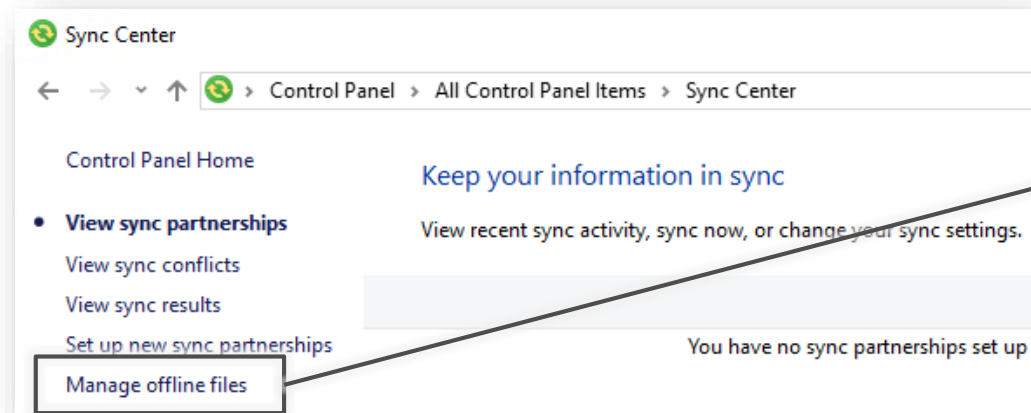 Sync Center
Control Panel > All Control Panel Items > Sync Center
Control Panel Home
View sync partnerships
View sync conflicts
View sync results
Set up new sync partnerships
Manage offline files
Keep your information in sync
View recent sync activity, sync now, or change your sync settings.
You have no sync partnerships set up